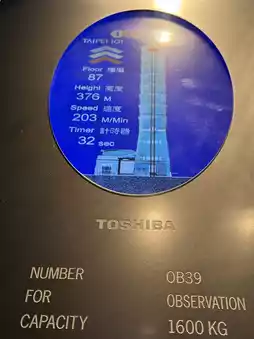 TAIPEI 101
Floor 樓層
87
Height 高度
376 M
Speed 速度
203 M/Min
Timer 計時器
32 sec
TOSHIBA
NUMBER OB39
FOR OBSERVATION
CAPACITY 1600 KG